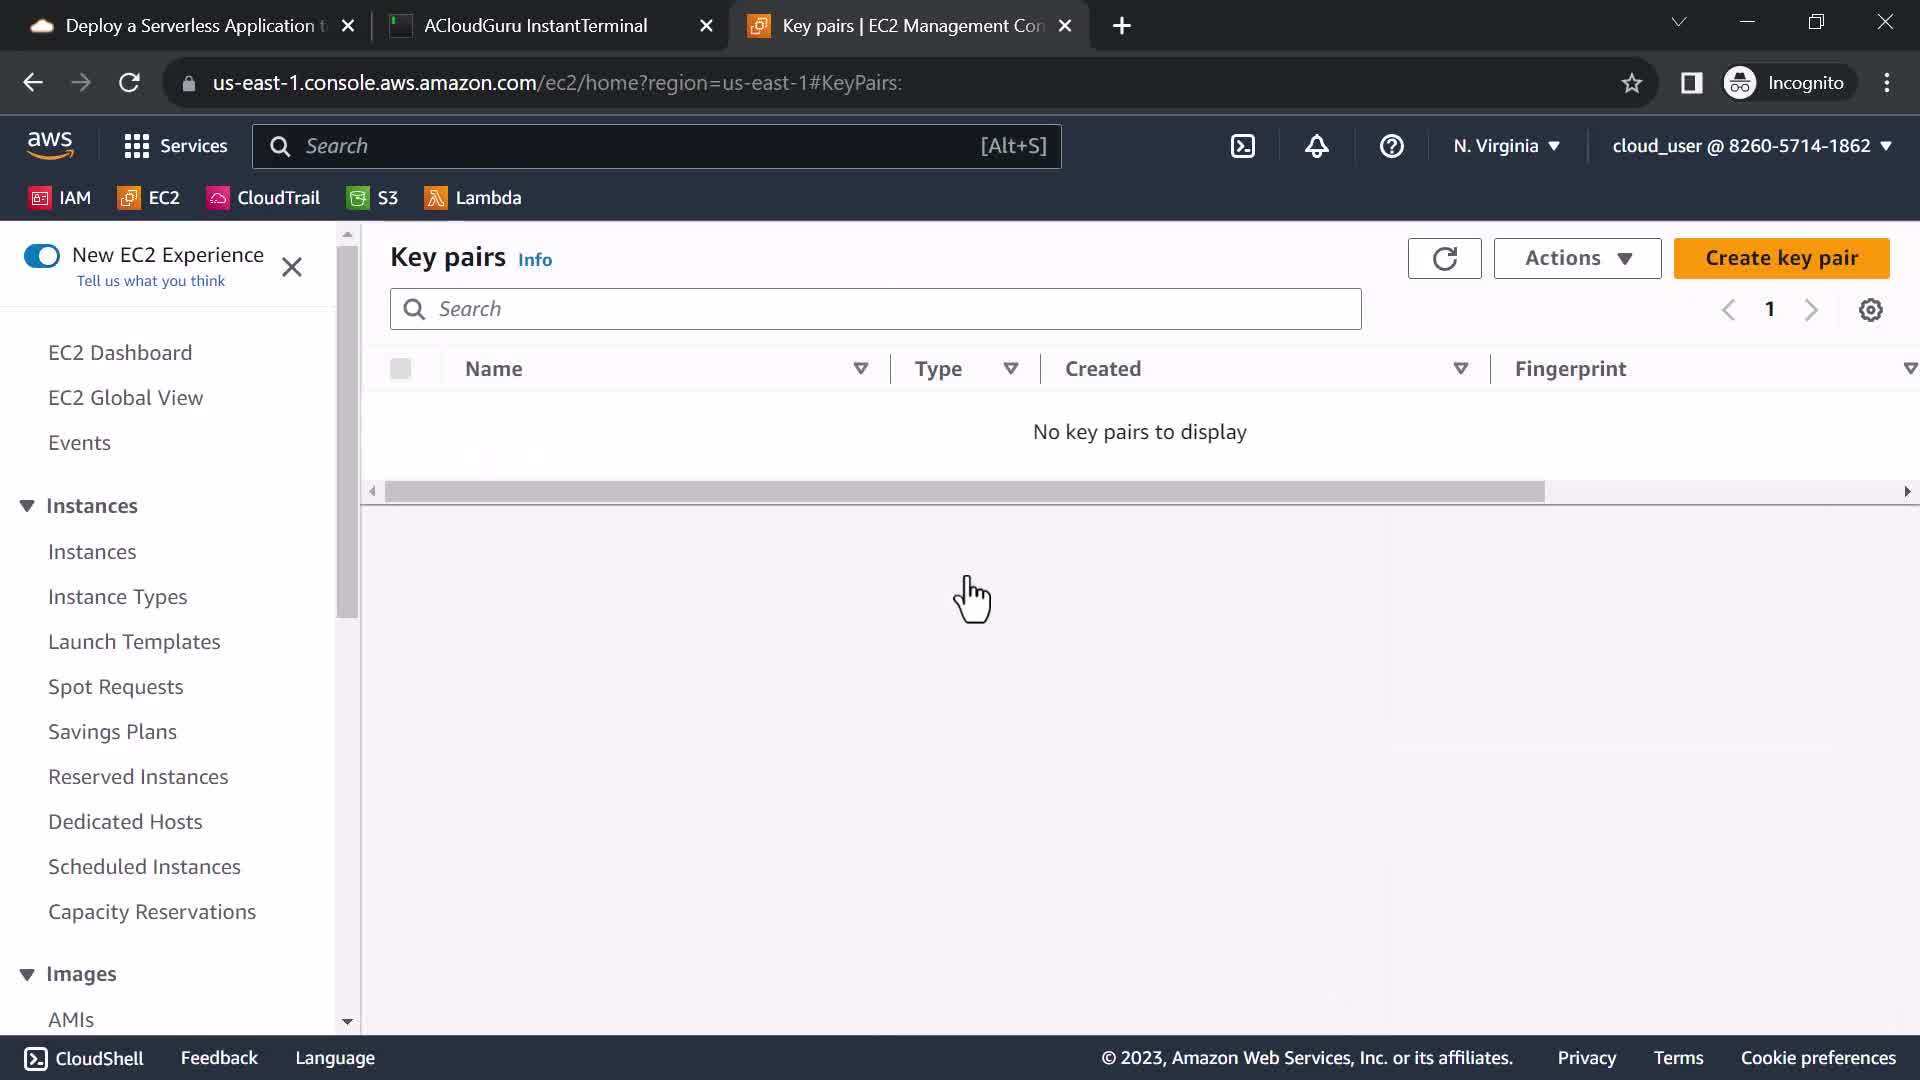 Deploy a Serverless Application t
ACloudGuru InstantTerminal
Key pairs | EC2 Management Con
us-east-1.console.aws.amazon.com/ec2/home?region=us-east-1#KeyPairs:
Incognito
aws
Services
Search
[Alt+S]
N. Virginia
cloud_user @ 8260-5714-1862
IAM
EC2
CloudTrail
S3
Lambda
New EC2 Experience
Tell us what you think
Key pairs
Info
Actions
Create key pair
Search
1
Name
Type
Created
Fingerprint
No key pairs to display
EC2 Dashboard
EC2 Global View
Events
Instances
Instances
Instance Types
Launch Templates
Spot Requests
Savings Plans
Reserved Instances
Dedicated Hosts
Scheduled Instances
Capacity Reservations
Images
AMIs
CloudShell
Feedback
Language
© 2023, Amazon Web Services, Inc. or its affiliates.
Privacy
Terms
Cookie preferences